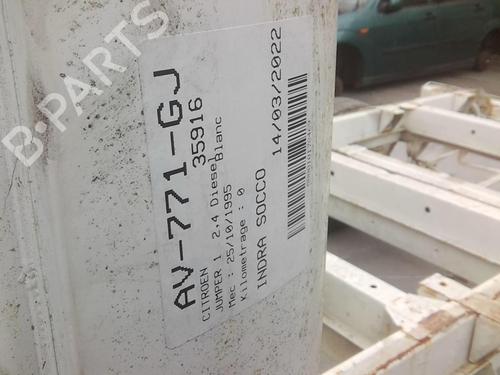 B-PARTS
AV-771-GJ
35916
CITROEN
JUMPER 1 2,4 Diesel
Blanc
Mec : 25/10/1995
Kilometrage : 0
INDRA SOCCO 14/03/2022